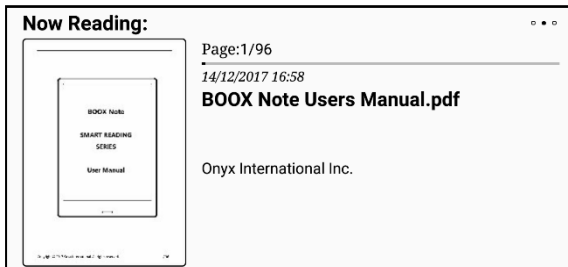 Now Reading:
Page:1/96
14/12/2017 16:58
BOOX Note Users Manual.pdf
Onyx International Inc.
BOOX Note
SMART READING
SERIES
User Manual